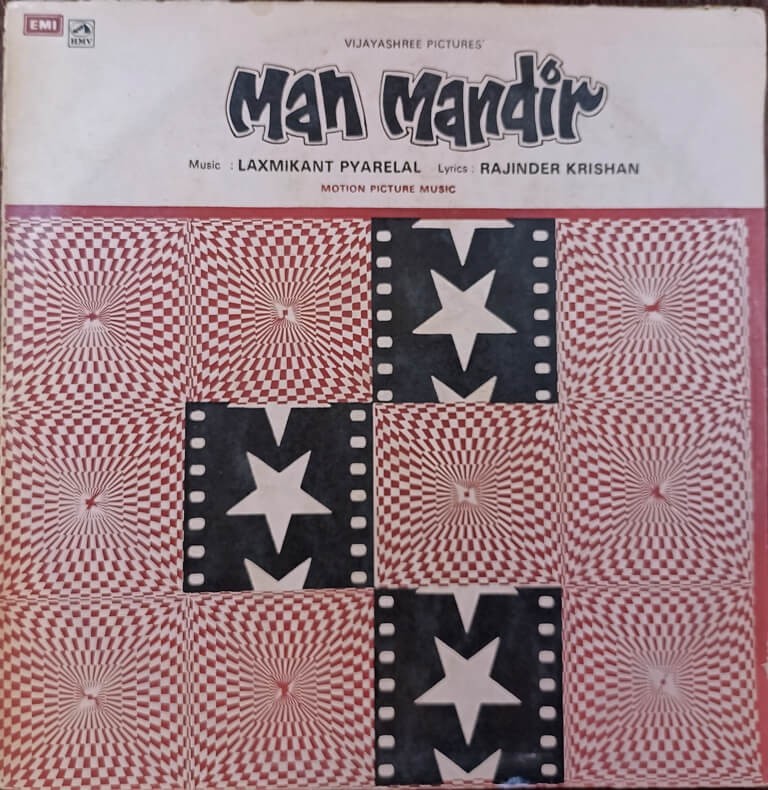 EMI
HMV
VIJAYASHREE PICTURES'
Man Mandir
Music : LAXMIKANT PYARELAL Lyrics : RAJINDER KRISHAN
MOTION PICTURE MUSIC